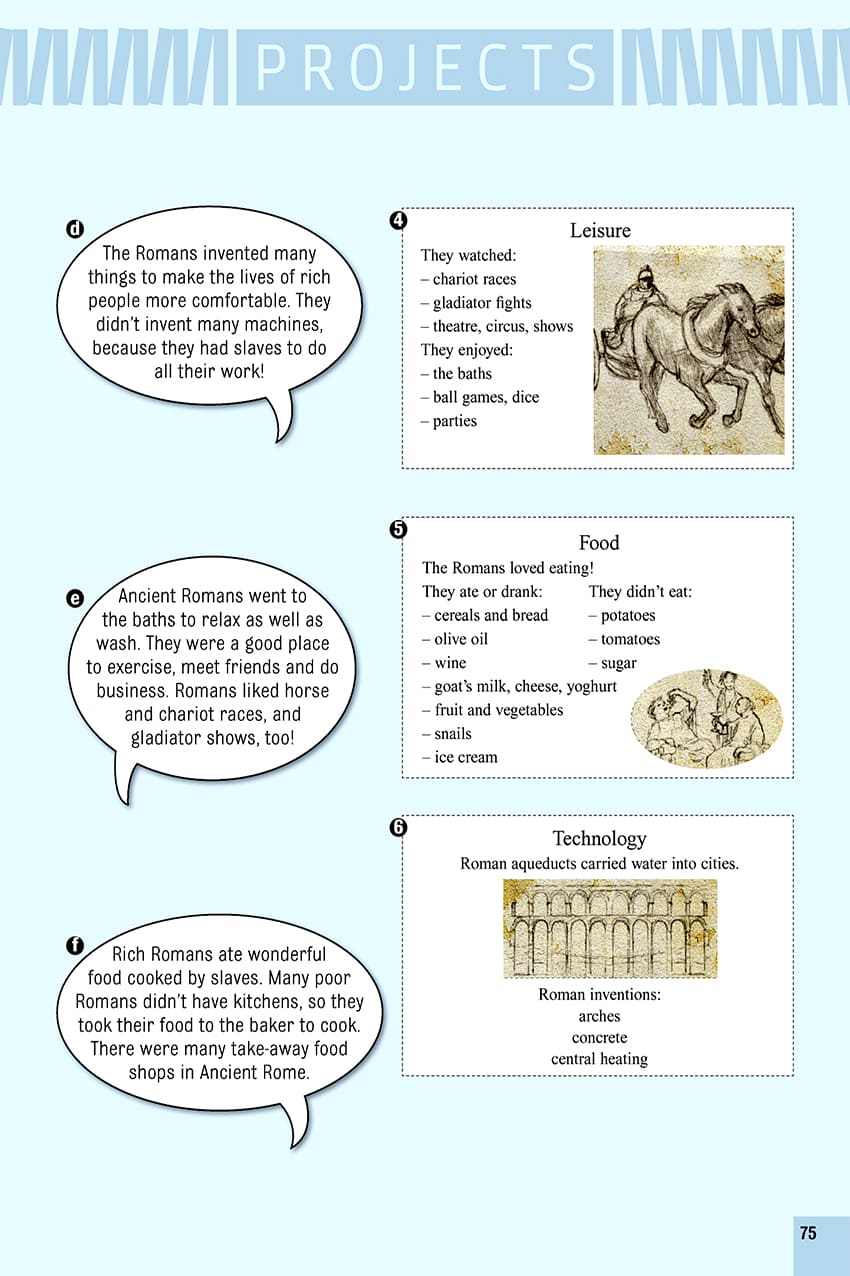 PROJECTS
d
The Romans invented many
things to make the lives of rich
people more comfortable. They
didn't invent many machines,
because they had slaves to do
all their work!
4
Leisure
They watched:
– chariot races
– gladiator fights
– theatre, circus, shows
They enjoyed:
– the baths
– ball games, dice
– parties
e
Ancient Romans went to
the baths to relax as well as
wash. They were a good place
to exercise, meet friends and do
business. Romans liked horse
and chariot races, and
gladiator shows, too!
5
Food
The Romans loved eating!
They ate or drank:
– cereals and bread
– olive oil
– wine
– goat's milk, cheese, yoghurt
– fruit and vegetables
– snails
– ice cream
They didn't eat:
– potatoes
– tomatoes
– sugar
f
Rich Romans ate wonderful
food cooked by slaves. Many poor
Romans didn't have kitchens, so they
took their food to the baker to cook.
There were many take-away food
shops in Ancient Rome.
6
Technology
Roman aqueducts carried water into cities.
Roman inventions:
arches
concrete
central heating
75